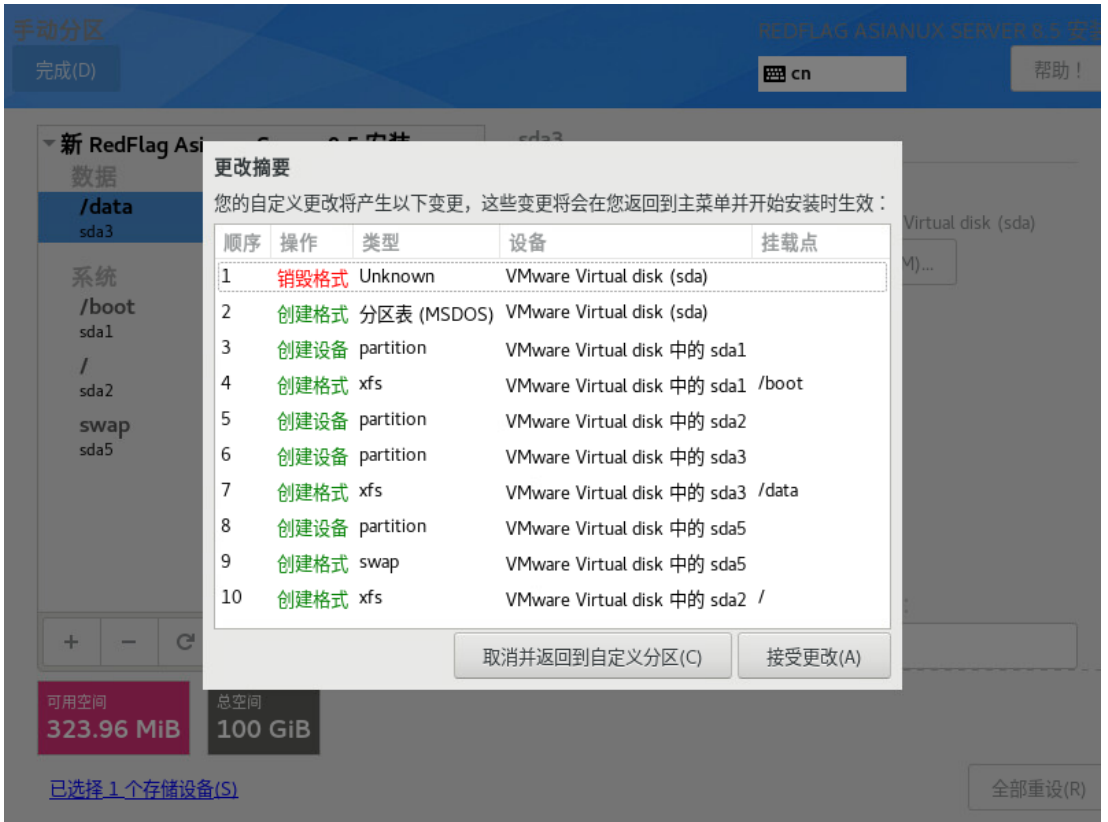 手动分区
REDFLAG ASIANUX SERVER 8.5 安装
完成(D)
cn
帮助！
新 RedFlag Asianux Server 8.5 安装
sda3
数据
/data
sda3
系统
/boot
sda1
/
sda2
swap
sda5
Virtual disk (sda)
M)...
更改摘要
您的自定义更改将产生以下变更，这些变更将会在您返回到主菜单并开始安装时生效：
顺序 操作 类型 设备 挂载点
1 销毁格式 Unknown VMware Virtual disk (sda)
2 创建格式 分区表 (MSDOS) VMware Virtual disk (sda)
3 创建设备 partition VMware Virtual disk 中的 sda1
4 创建格式 xfs VMware Virtual disk 中的 sda1 /boot
5 创建设备 partition VMware Virtual disk 中的 sda2
6 创建设备 partition VMware Virtual disk 中的 sda3
7 创建格式 xfs VMware Virtual disk 中的 sda3 /data
8 创建设备 partition VMware Virtual disk 中的 sda5
9 创建格式 swap VMware Virtual disk 中的 sda5
10 创建格式 xfs VMware Virtual disk 中的 sda2 /
取消并返回到自定义分区(C) 接受更改(A)
可用空间
323.96 MiB
总空间
100 GiB
已选择 1 个存储设备(S)
全部重设(R)